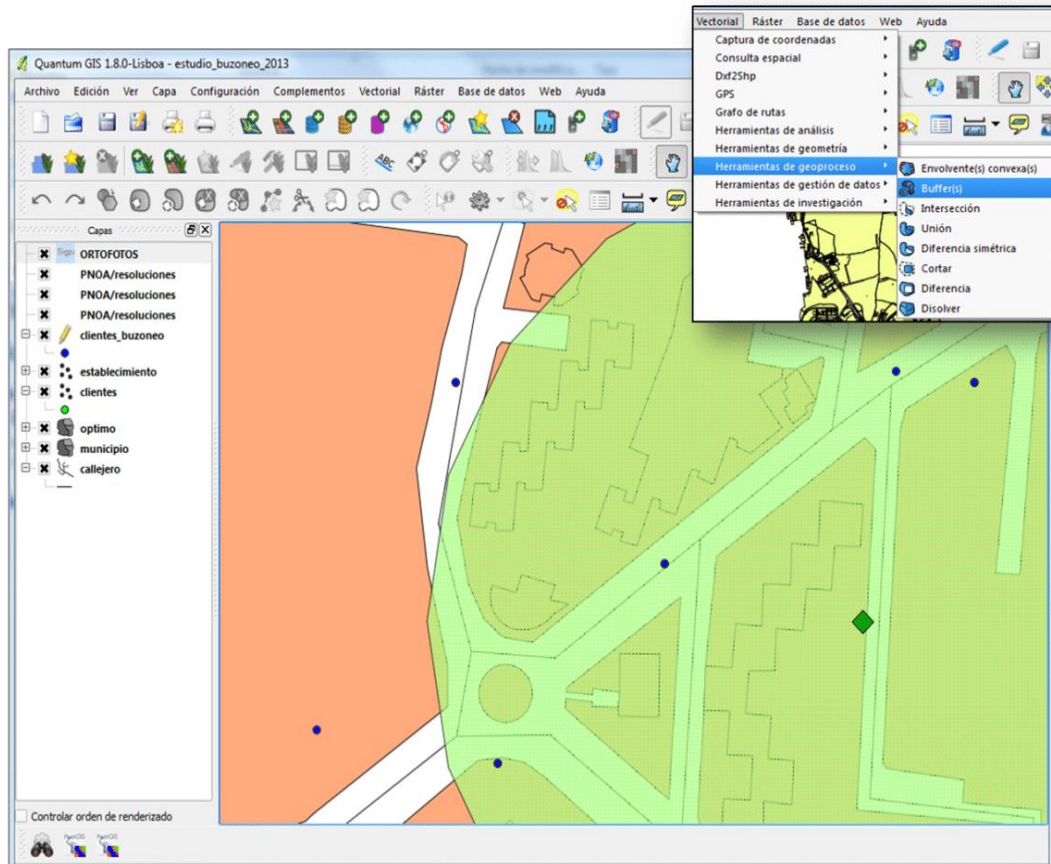 Quantum GIS 1.8.0-Lisboa - estudio_buzoneo_2013
Archivo Edición Ver Capa Configuración Complementos Vectorial Ráster Base de datos Web Ayuda
Capas
ORTOFOTOS
PNOA/resoluciones
PNOA/resoluciones
PNOA/resoluciones
clientes_buzoneo
establecimiento
clientes
optimo
municipio
callejero
Controlar orden de renderizado
Vectorial Ráster Base de datos Web Ayuda
Captura de coordenadas
Consulta espacial
Dxf2Shp
GPS
Grafo de rutas
Herramientas de análisis
Herramientas de geometría
Herramientas de geoproceso
Herramientas de gestión de datos
Herramientas de investigación
Envolvente(s) convexa(s)
Buffer(s)
Intersección
Unión
Diferencia simétrica
Cortar
Diferencia
Disolver